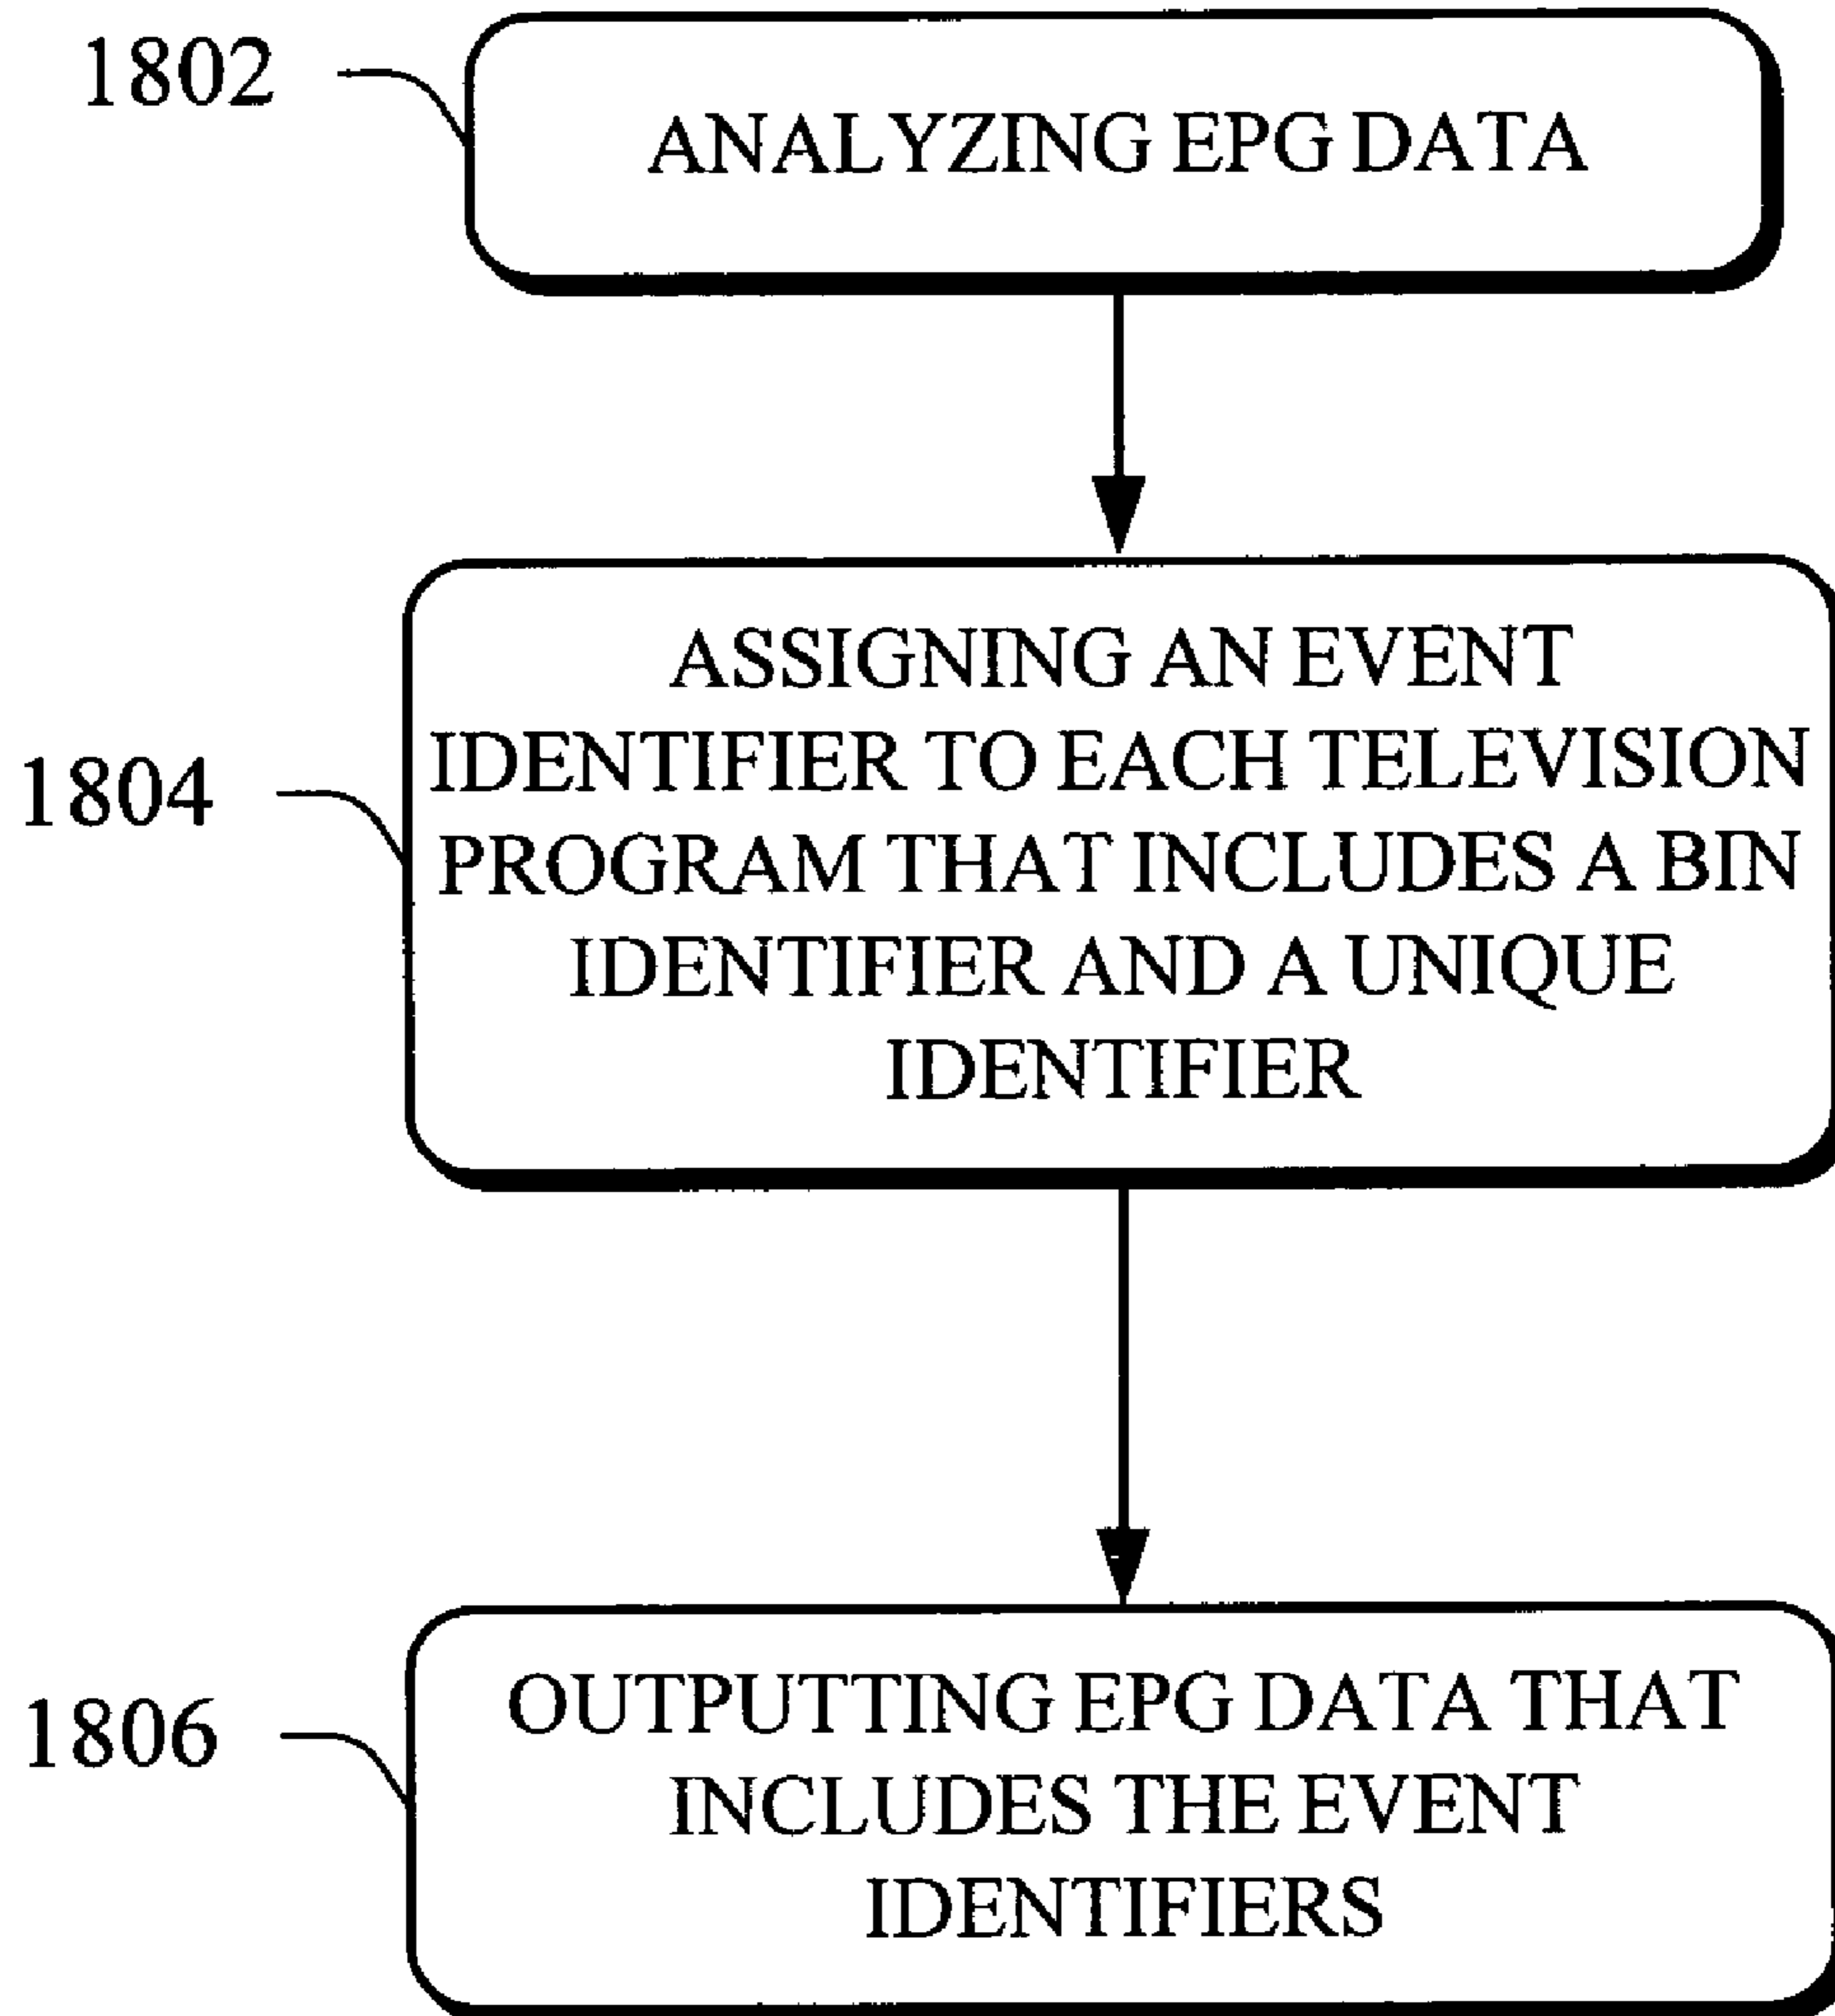 1802
ANALYZING EPG DATA
1804
ASSIGNING AN EVENT
IDENTIFIER TO EACH TELEVISION
PROGRAM THAT INCLUDES A BIN
IDENTIFIER AND A UNIQUE
IDENTIFIER
1806
OUTPUTTING EPG DATA THAT
INCLUDES THE EVENT
IDENTIFIERS